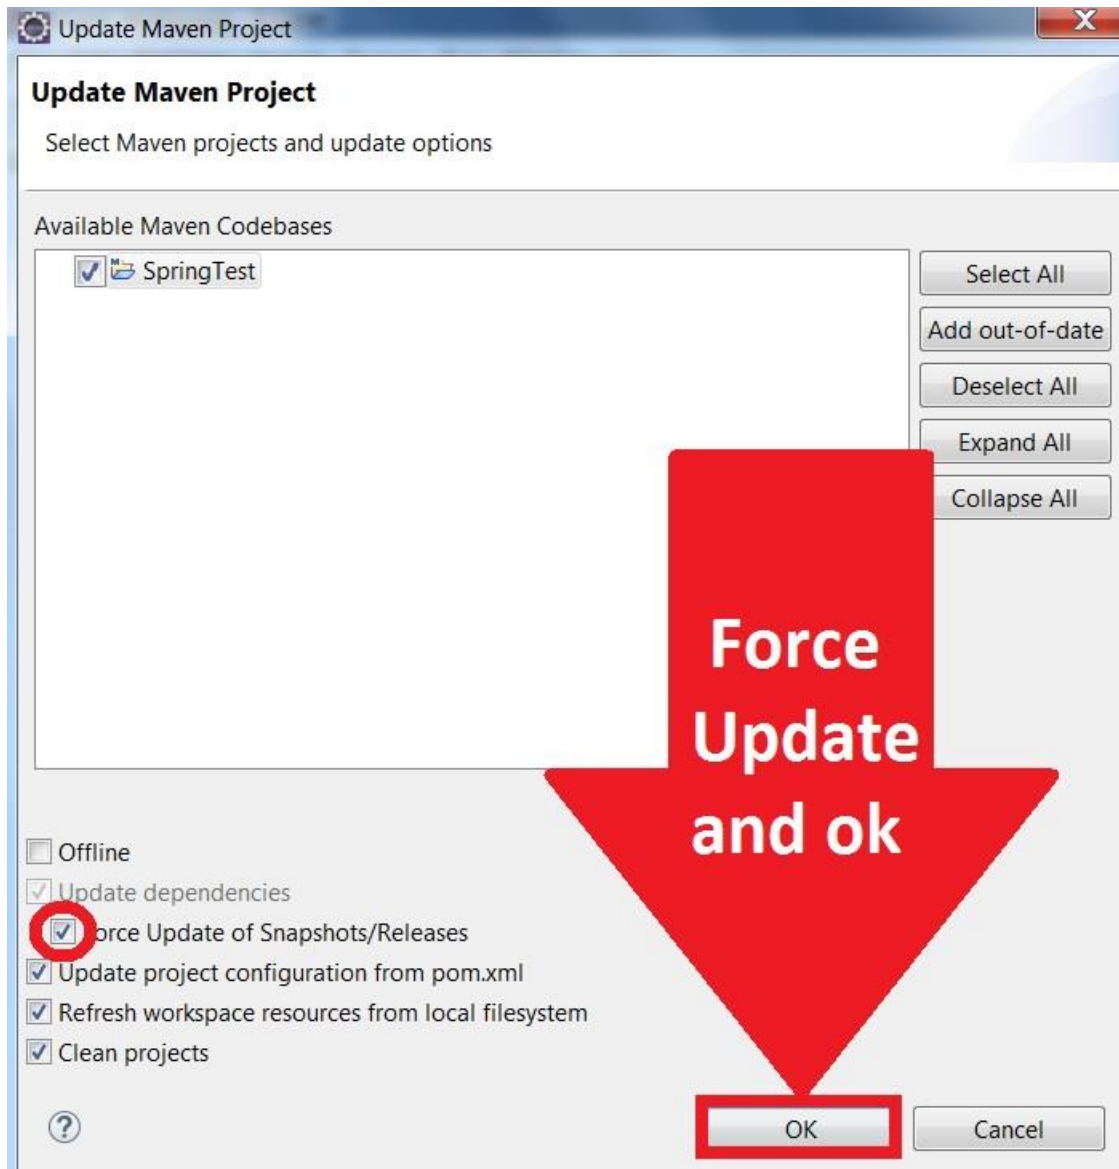 Update Maven Project
Update Maven Project
Select Maven projects and update options
Available Maven Codebases
SpringTest
Select All
Add out-of-date
Deselect All
Expand All
Collapse All
Force
Update
and ok
Offline
Update dependencies
orce Update of Snapshots/Releases
Update project configuration from pom.xml
Refresh workspace resources from local filesystem
Clean projects
?
OK
Cancel